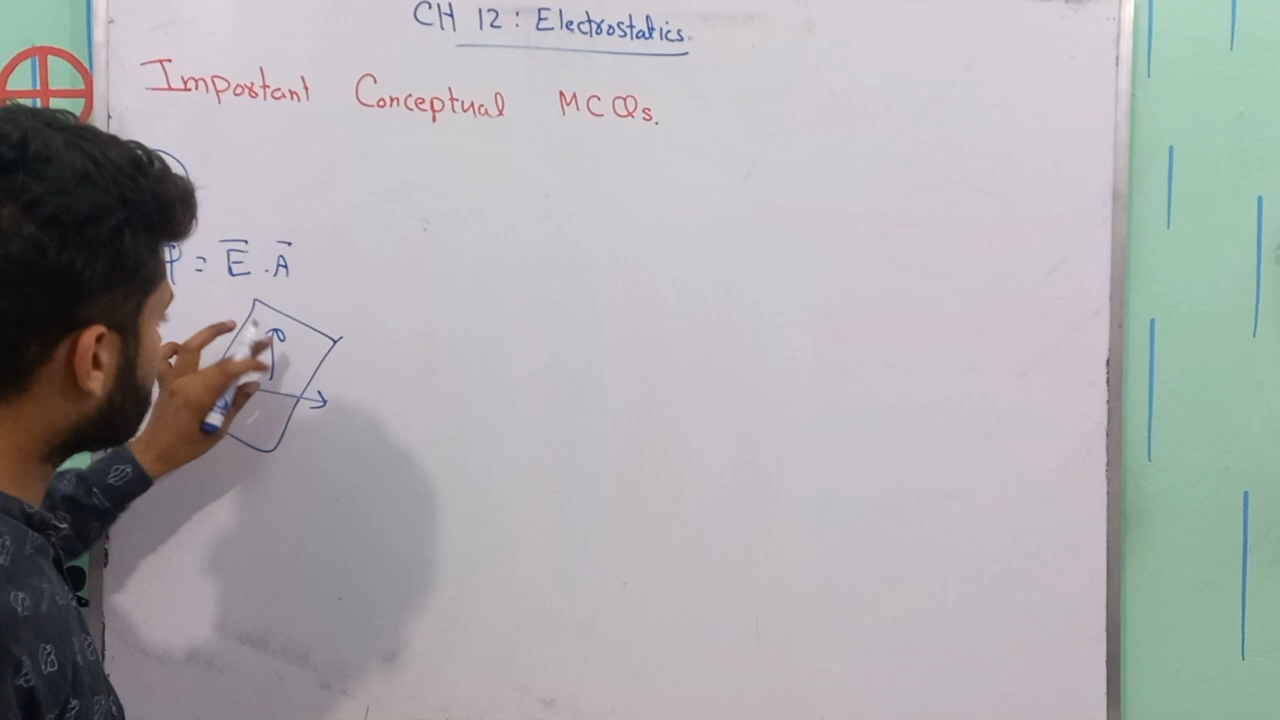 CH 12 : Electrostatics.
Important Conceptual MCQs.
= E . A